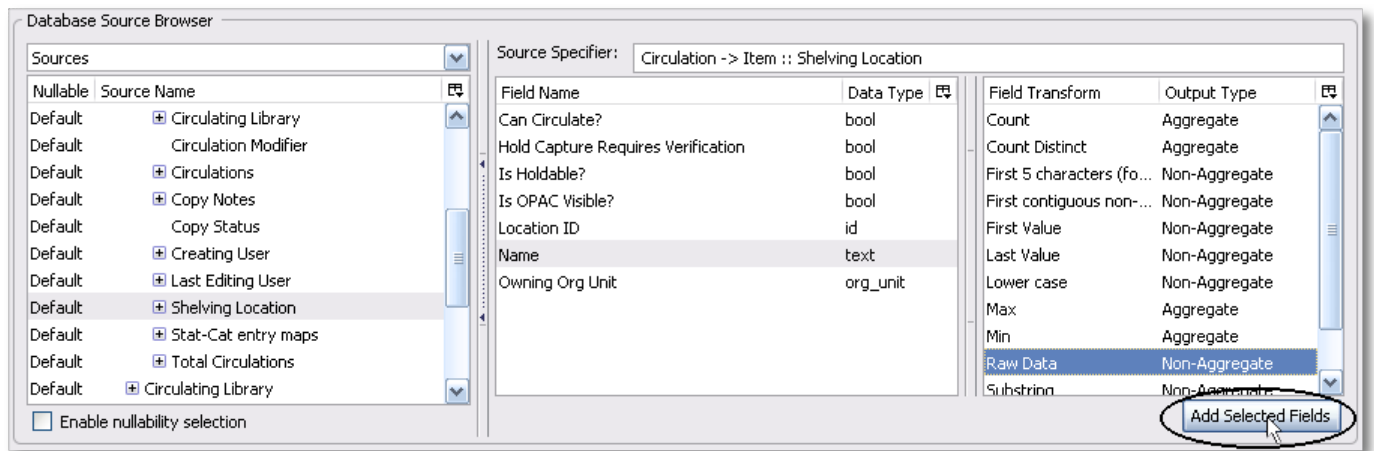 Database Source Browser
Sources
Source Specifier: Circulation -> Item :: Shelving Location
Nullable Source Name
Default Circulating Library
Default Circulation Modifier
Default Circulations
Default Copy Notes
Default Copy Status
Default Creating User
Default Last Editing User
Default Shelving Location
Default Stat-Cat entry maps
Default Total Circulations
Default Circulating Library
Enable nullability selection
Field Name Data Type
Can Circulate? bool
Hold Capture Requires Verification bool
Is Holdable? bool
Is OPAC Visible? bool
Location ID id
Name text
Owning Org Unit org_unit
Field Transform Output Type
Count Aggregate
Count Distinct Aggregate
First 5 characters (fo... Non-Aggregate
First contiguous non-... Non-Aggregate
First Value Non-Aggregate
Last Value Non-Aggregate
Lower case Non-Aggregate
Max Aggregate
Min Aggregate
Raw Data Non-Aggregate
Substring Non-Aggregate
Add Selected Fields